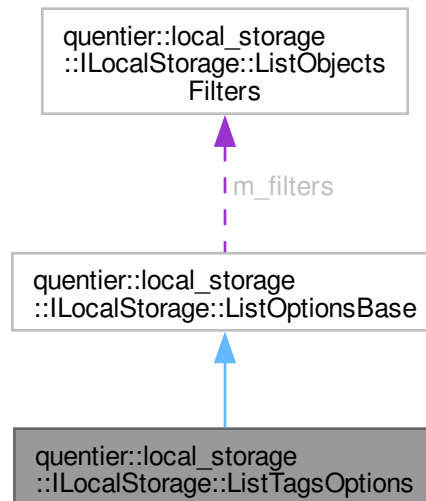 quentier::local_storage
::ILocalStorage::ListObjects
Filters
m_filters
quentier::local_storage
::ILocalStorage::ListOptionsBase
quentier::local_storage
::ILocalStorage::ListTagsOptions